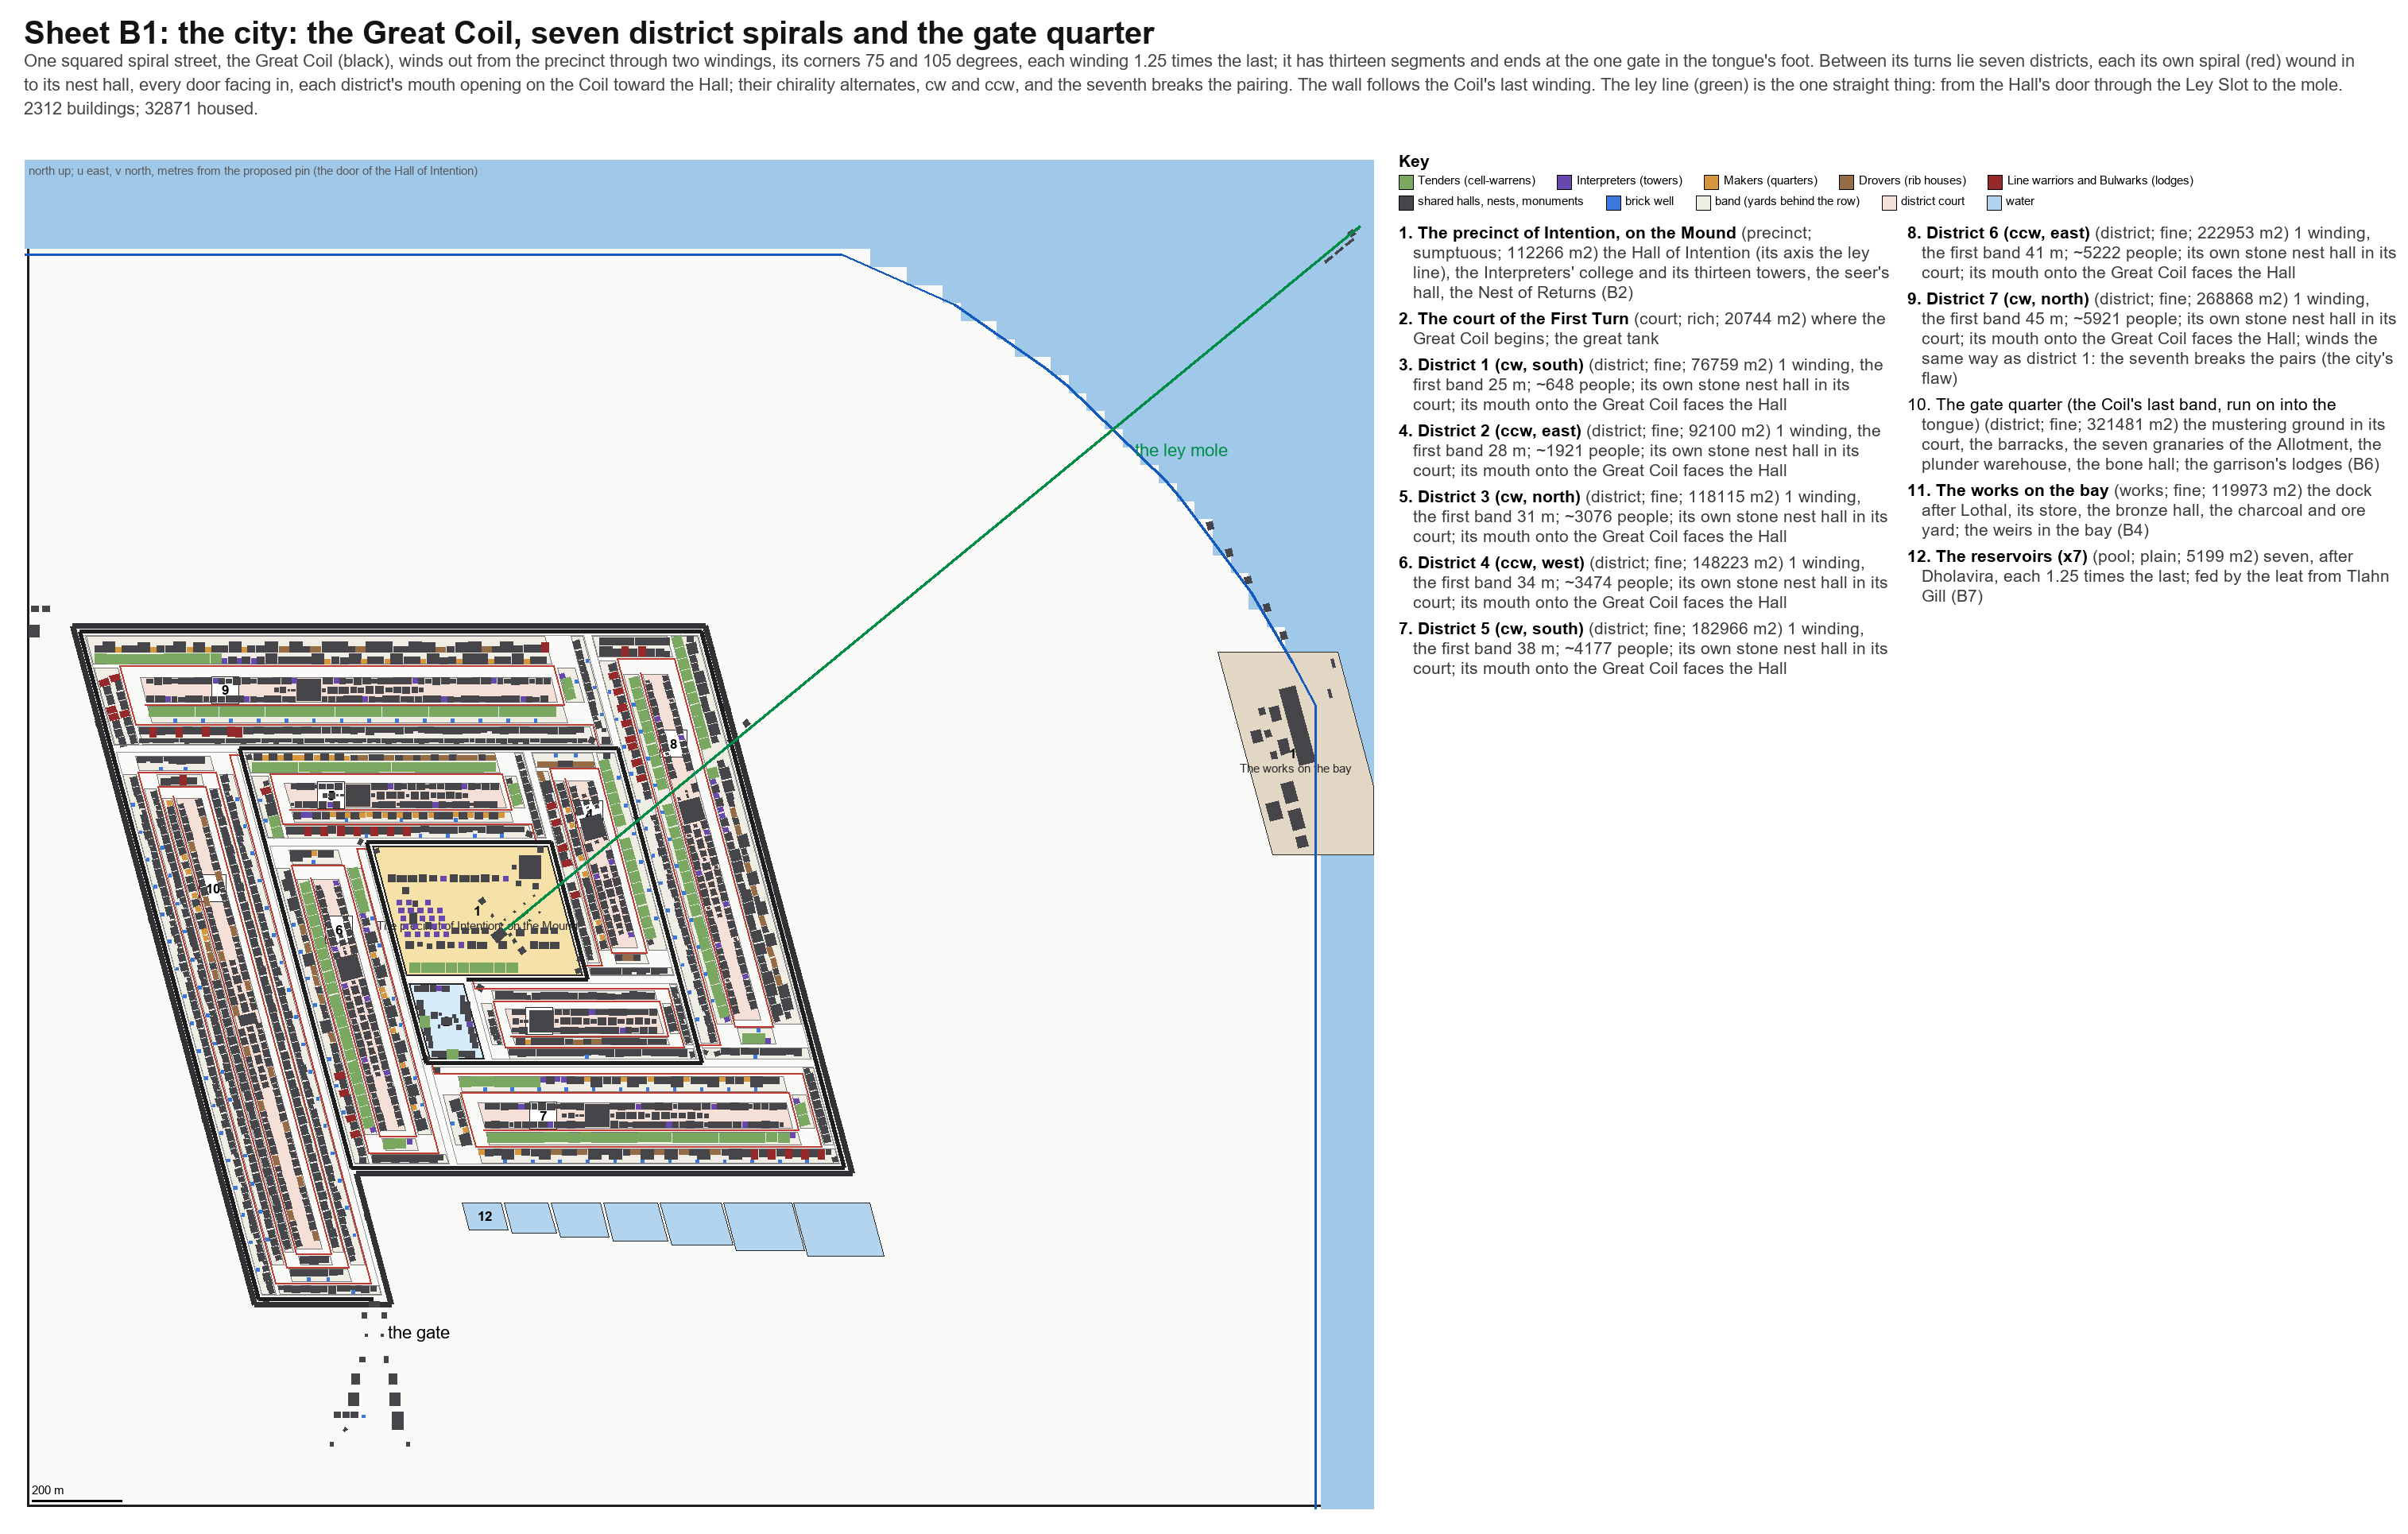 Sheet B1: the city: the Great Coil, seven district spirals and the gate quarter
One squared spiral street, the Great Coil (black), winds out from the precinct through two windings, its corners 75 and 105 degrees, each winding 1.25 times the last; it has thirteen segments and ends at the one gate in the tongue's foot. Between its turns lie seven districts, each its own spiral (red) wound in
to its nest hall, every door facing in, each district's mouth opening on the Coil toward the Hall; their chirality alternates, cw and ccw, and the seventh breaks the pairing. The wall follows the Coil's last winding. The ley line (green) is the one straight thing: from the Hall's door through the Ley Slot to the mole.
2312 buildings; 32871 housed.
north up; u east, v north, metres from the proposed pin (the door of the Hall of Intention)
the ley mole
9
8
4
The works on the bay
10
6
1
The precinct of Intention, on the Mound
7
12
the gate
200 m
Key
Tenders (cell-warrens)
Interpreters (towers)
Makers (quarters)
Drovers (rib houses)
Line warriors and Bulwarks (lodges)
shared halls, nests, monuments
brick well
band (yards behind the row)
district court
water
1. The precinct of Intention, on the Mound (precinct;
sumptuous; 112266 m2) the Hall of Intention (its axis the ley
line), the Interpreters' college and its thirteen towers, the seer's
hall, the Nest of Returns (B2)
2. The court of the First Turn (court; rich; 20744 m2) where the
Great Coil begins; the great tank
3. District 1 (cw, south) (district; fine; 76759 m2) 1 winding, the
first band 25 m; ~648 people; its own stone nest hall in its
court; its mouth onto the Great Coil faces the Hall
4. District 2 (ccw, east) (district; fine; 92100 m2) 1 winding, the
first band 28 m; ~1921 people; its own stone nest hall in its
court; its mouth onto the Great Coil faces the Hall
5. District 3 (cw, north) (district; fine; 118115 m2) 1 winding,
the first band 31 m; ~3076 people; its own stone nest hall in its
court; its mouth onto the Great Coil faces the Hall
6. District 4 (ccw, west) (district; fine; 148223 m2) 1 winding,
the first band 34 m; ~3474 people; its own stone nest hall in its
court; its mouth onto the Great Coil faces the Hall
7. District 5 (cw, south) (district; fine; 182966 m2) 1 winding,
the first band 38 m; ~4177 people; its own stone nest hall in its
court; its mouth onto the Great Coil faces the Hall
8. District 6 (ccw, east) (district; fine; 222953 m2) 1 winding,
the first band 41 m; ~5222 people; its own stone nest hall in its
court; its mouth onto the Great Coil faces the Hall
9. District 7 (cw, north) (district; fine; 268868 m2) 1 winding,
the first band 45 m; ~5921 people; its own stone nest hall in its
court; its mouth onto the Great Coil faces the Hall; winds the
same way as district 1: the seventh breaks the pairs (the city's
flaw)
10. The gate quarter (the Coil's last band, run on into the
tongue) (district; fine; 321481 m2) the mustering ground in its
court, the barracks, the seven granaries of the Allotment, the
plunder warehouse, the bone hall; the garrison's lodges (B6)
11. The works on the bay (works; fine; 119973 m2) the dock
after Lothal, its store, the bronze hall, the charcoal and ore
yard; the weirs in the bay (B4)
12. The reservoirs (x7) (pool; plain; 5199 m2) seven, after
Dholavira, each 1.25 times the last; fed by the leat from Tlahn
Gill (B7)